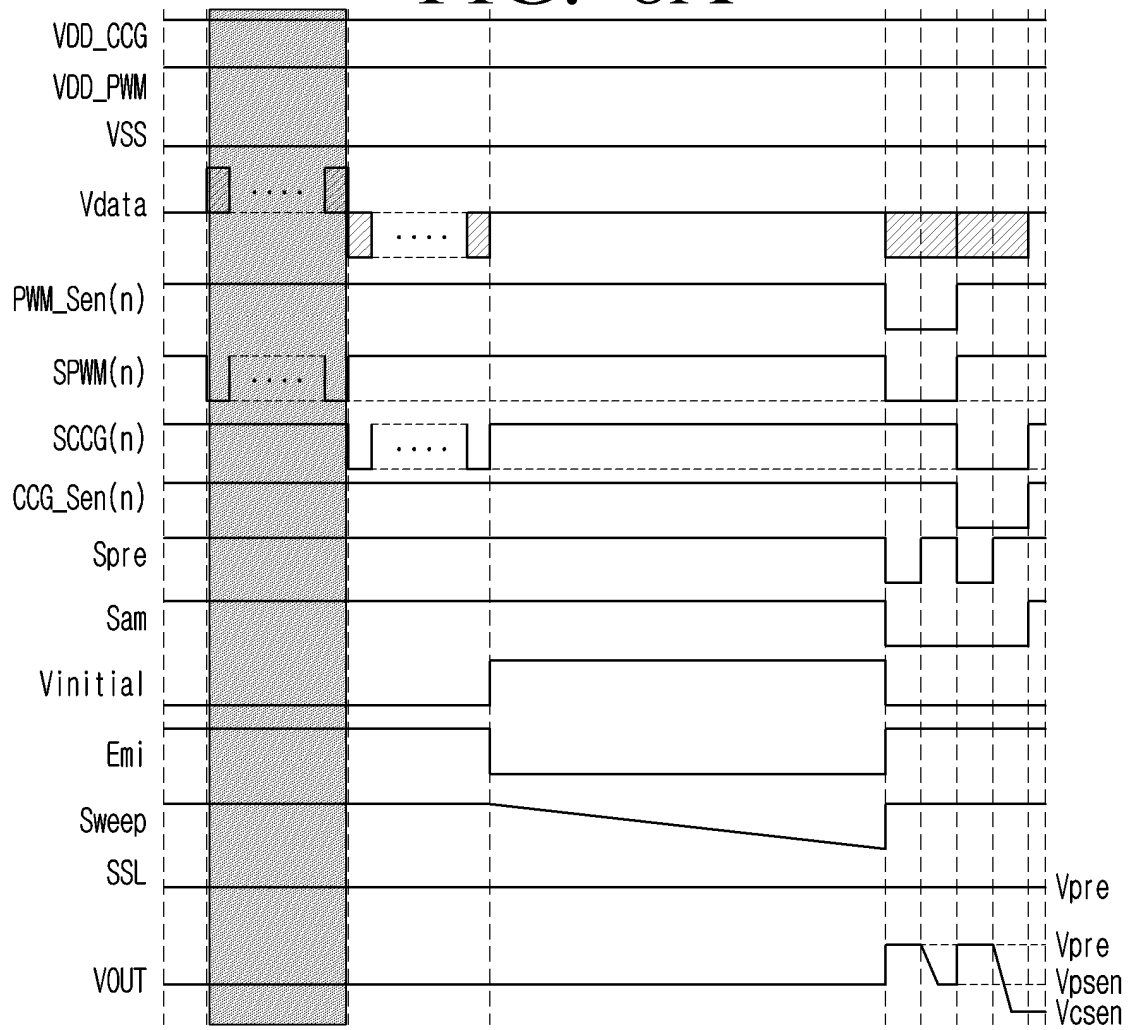 VDD_CCG
VDD_PWM
VSS
Vdata
....
....
PWM_Sen(n)
SPWM(n)
....
SCCG(n)
....
CCG_Sen(n)
Spre
Sam
Vinitial
Emi
Sweep
SSL
Vpre
VOUT
Vpre
Vpsen
Vcsen